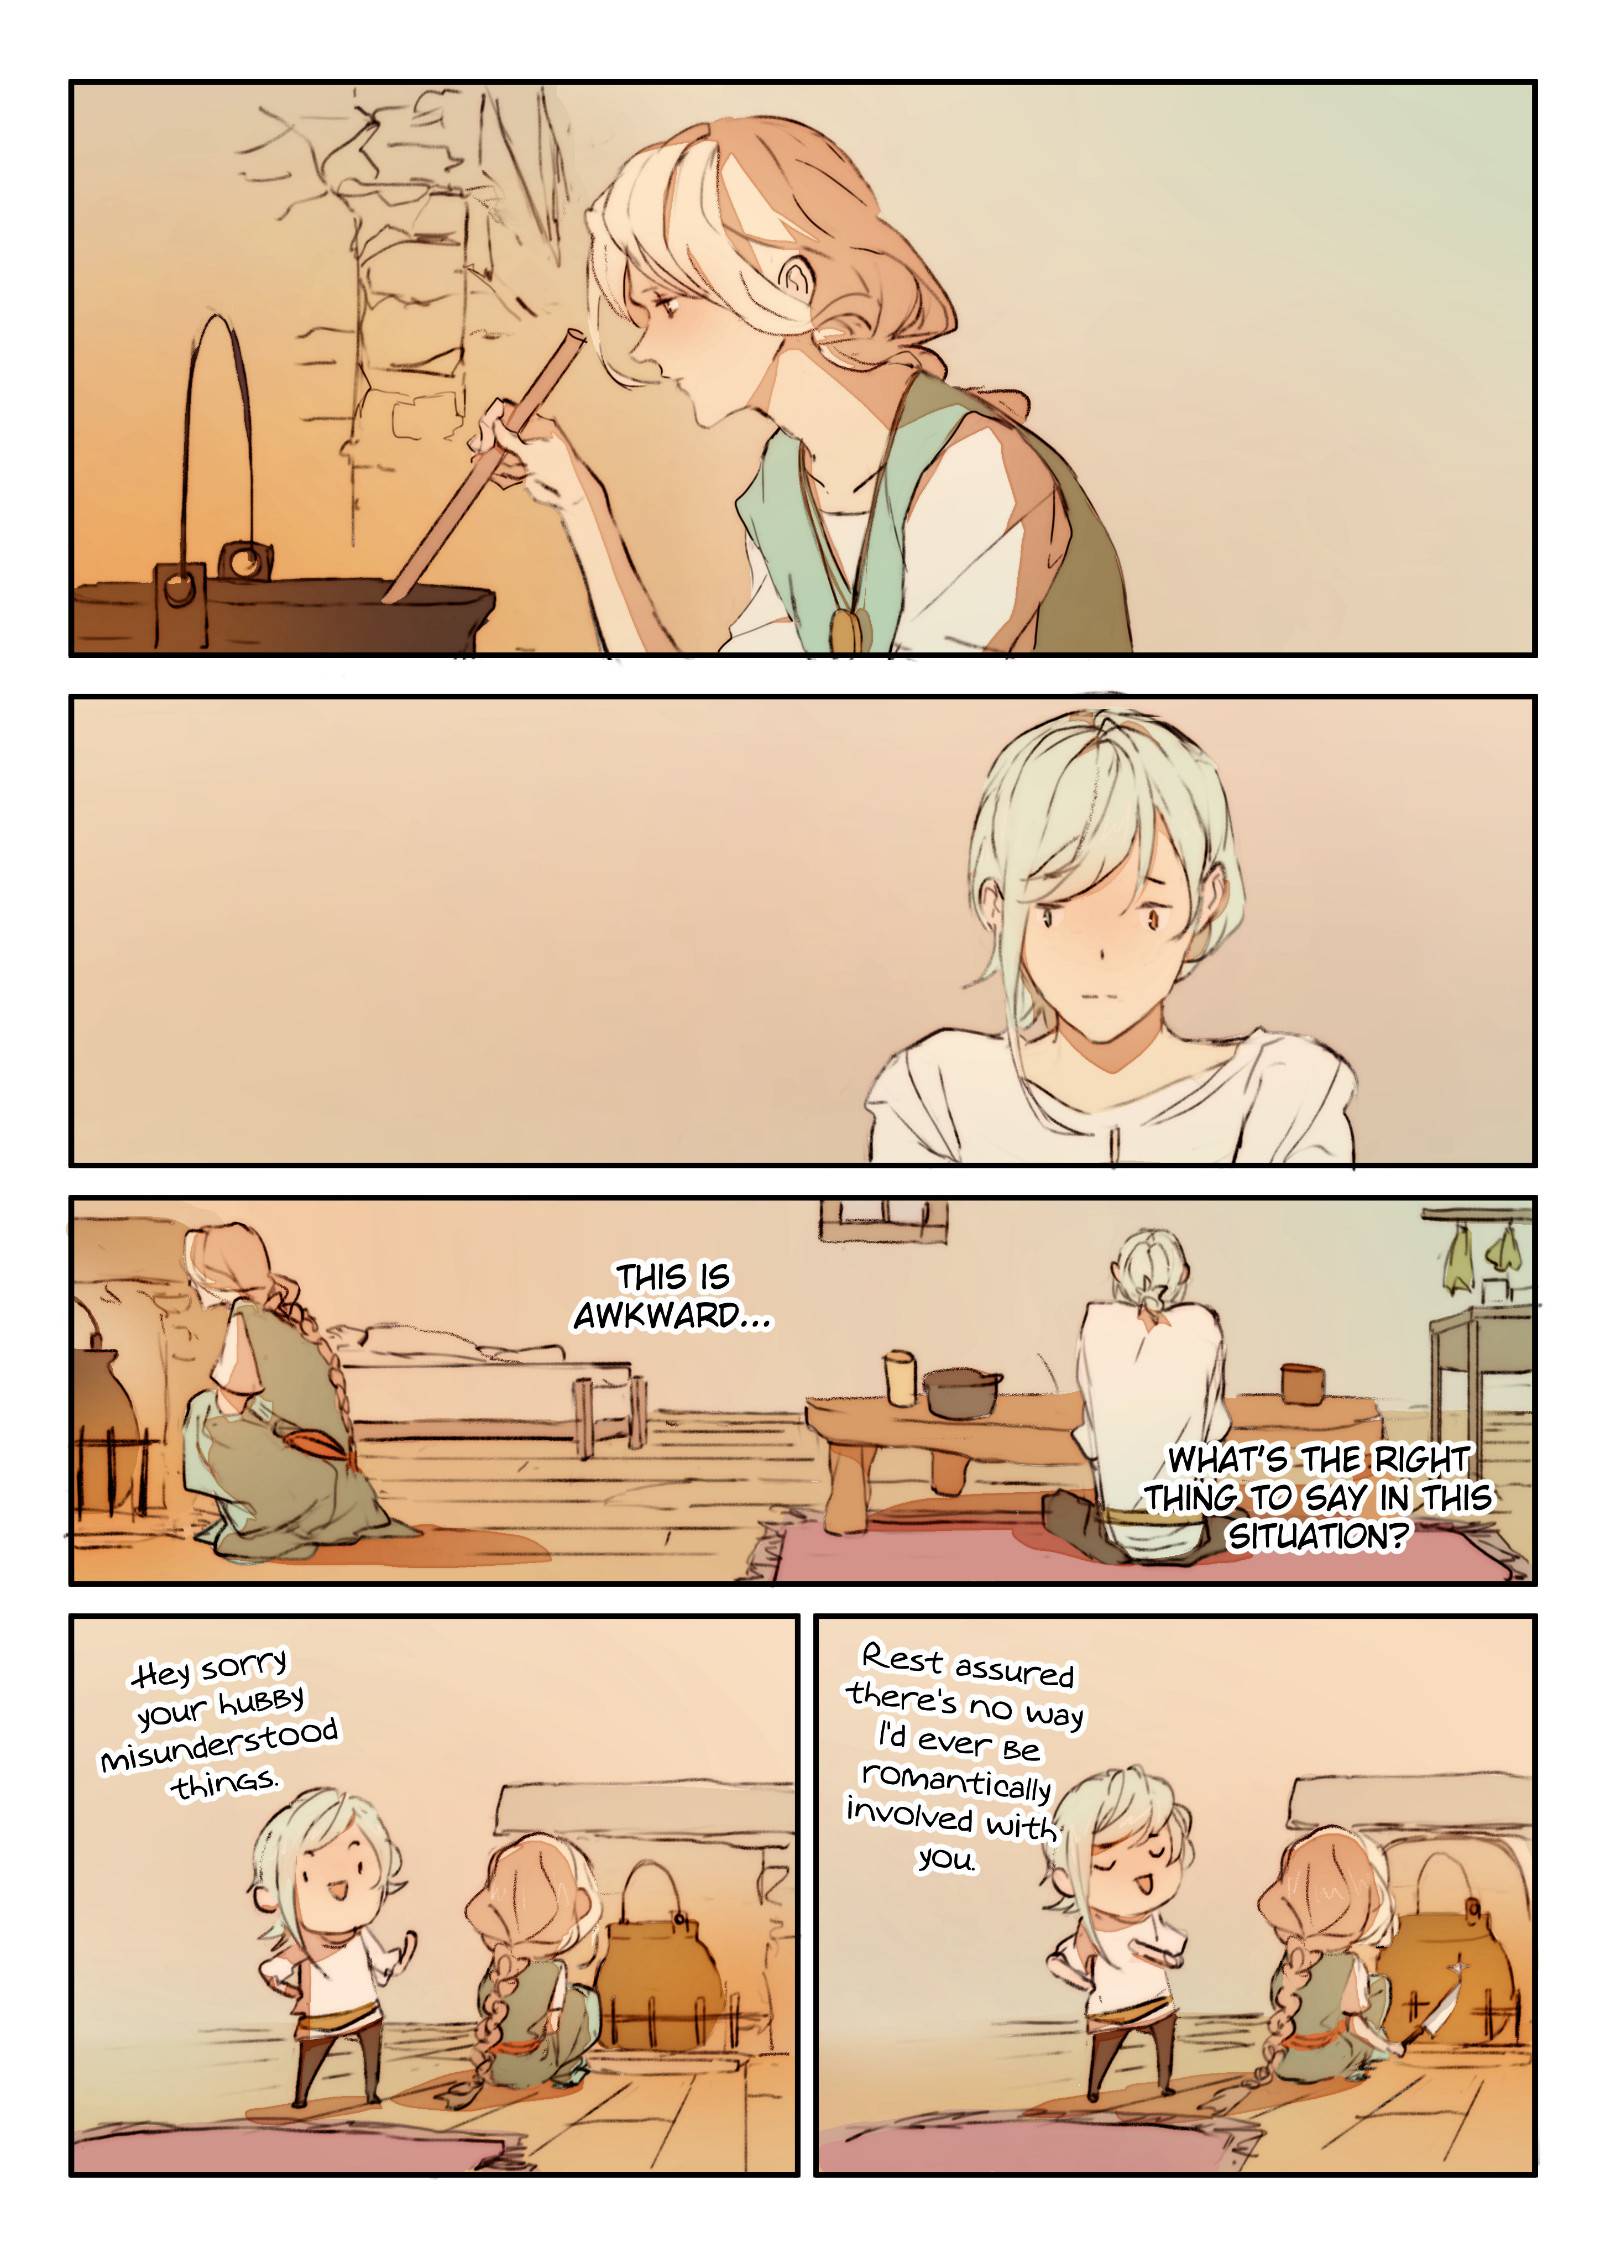 THIS IS
AWKWARD...
WHAT'S THE RIGHT
THING TO SAY IN THIS
SITUATION?
Hey sorry
your hubby
misunderstood
things.
Rest assured
there's no way
I'd ever be
romantically
involved with
you.